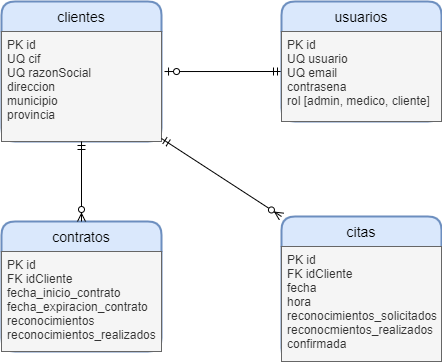 clientes
PK id
UQ cif
UQ razonSocial
direccion
municipio
provincia
usuarios
PK id
UQ usuario
UQ email
contrasena
rol [admin, medico, cliente]
contratos
PK id
FK idCliente
fecha_inicio_contrato
fecha_expiracion_contrato
reconocimientos
reconocimientos_realizados
citas
PK id
FK idCliente
fecha
hora
reconocimientos_solicitados
reconocmientos_realizados
confirmada